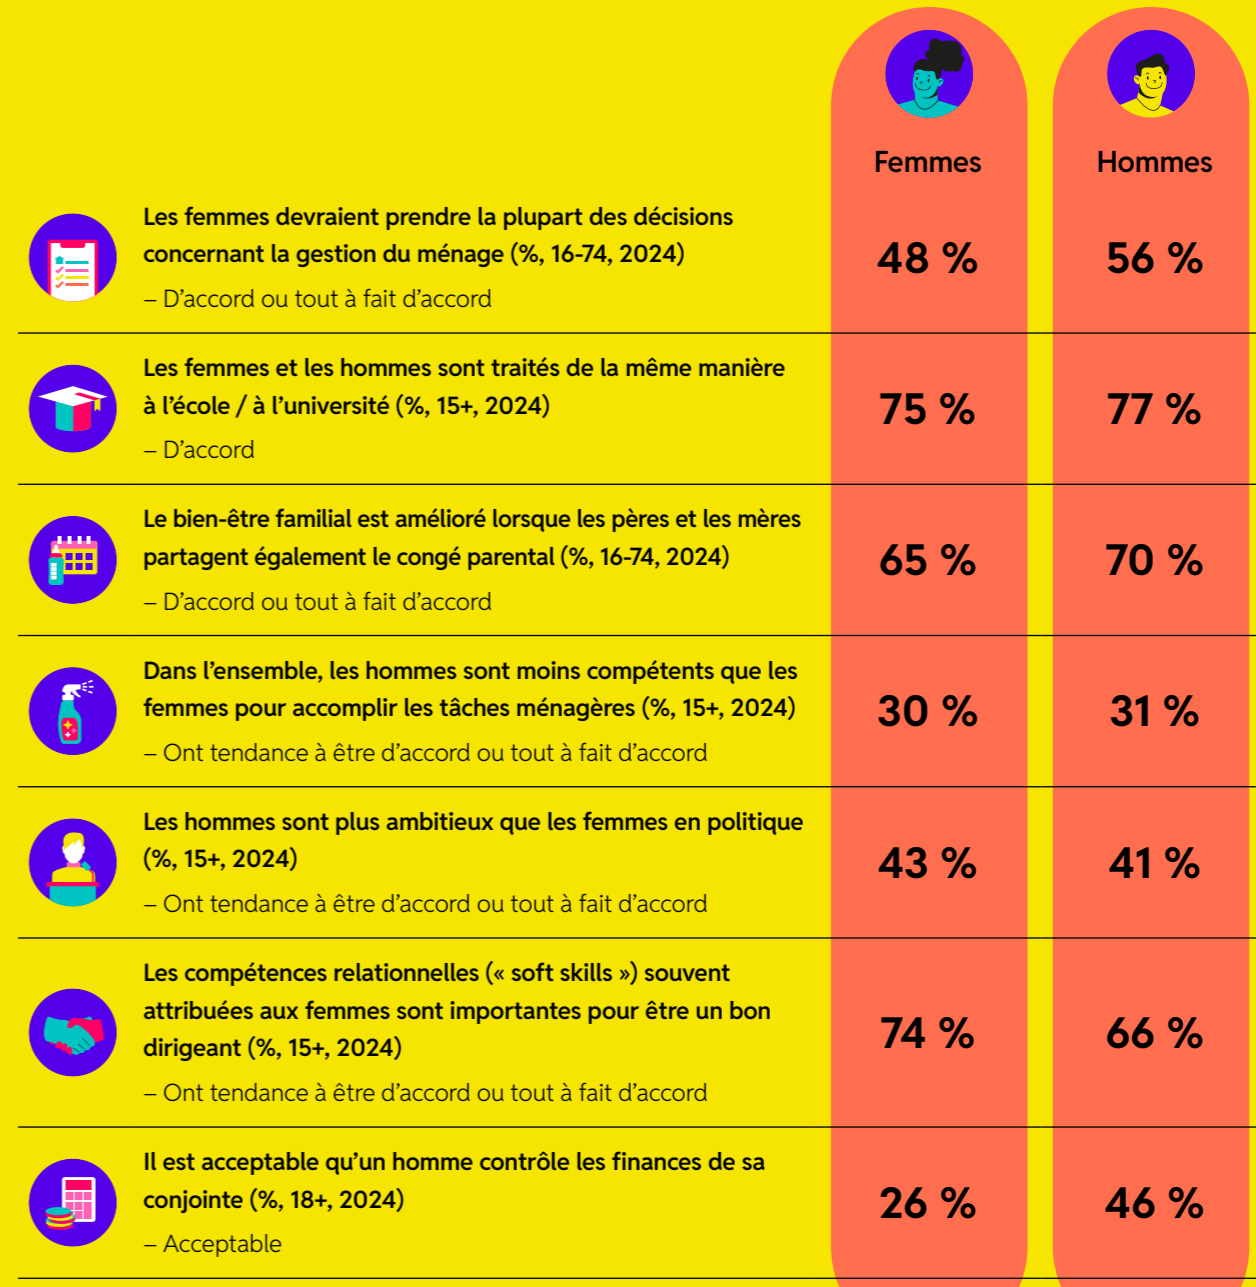 Femmes
Hommes
Les femmes devraient prendre la plupart des décisions
concernant la gestion du ménage (%, 16-74, 2024)
– D’accord ou tout à fait d’accord
48 %
56 %
Les femmes et les hommes sont traités de la même manière
à l’école / à l’université (%, 15+, 2024)
– D’accord
75 %
77 %
Le bien-être familial est amélioré lorsque les pères et les mères
partagent également le congé parental (%, 16-74, 2024)
– D’accord ou tout à fait d’accord
65 %
70 %
Dans l’ensemble, les hommes sont moins compétents que les
femmes pour accomplir les tâches ménagères (%, 15+, 2024)
– Ont tendance à être d’accord ou tout à fait d’accord
30 %
31 %
Les hommes sont plus ambitieux que les femmes en politique
(%, 15+, 2024)
– Ont tendance à être d’accord ou tout à fait d’accord
43 %
41 %
Les compétences relationnelles (« soft skills ») souvent
attribuées aux femmes sont importantes pour être un bon
dirigeant (%, 15+, 2024)
– Ont tendance à être d’accord ou tout à fait d’accord
74 %
66 %
Il est acceptable qu’un homme contrôle les finances de sa
conjointe (%, 18+, 2024)
– Acceptable
26 %
46 %